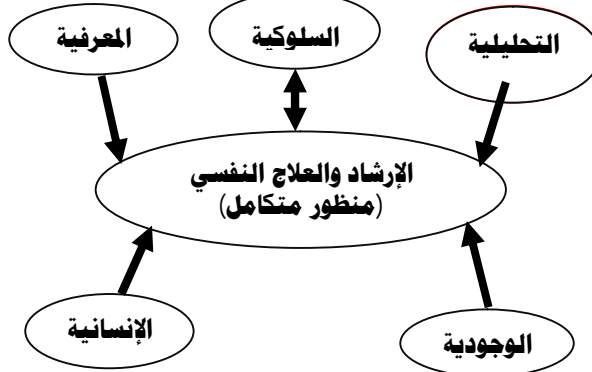 التحليلية
السلوكية
المعرفية
الإرشاد والعلاج النفسي
(منظور متكامل)
الوجودية
الإنسانية